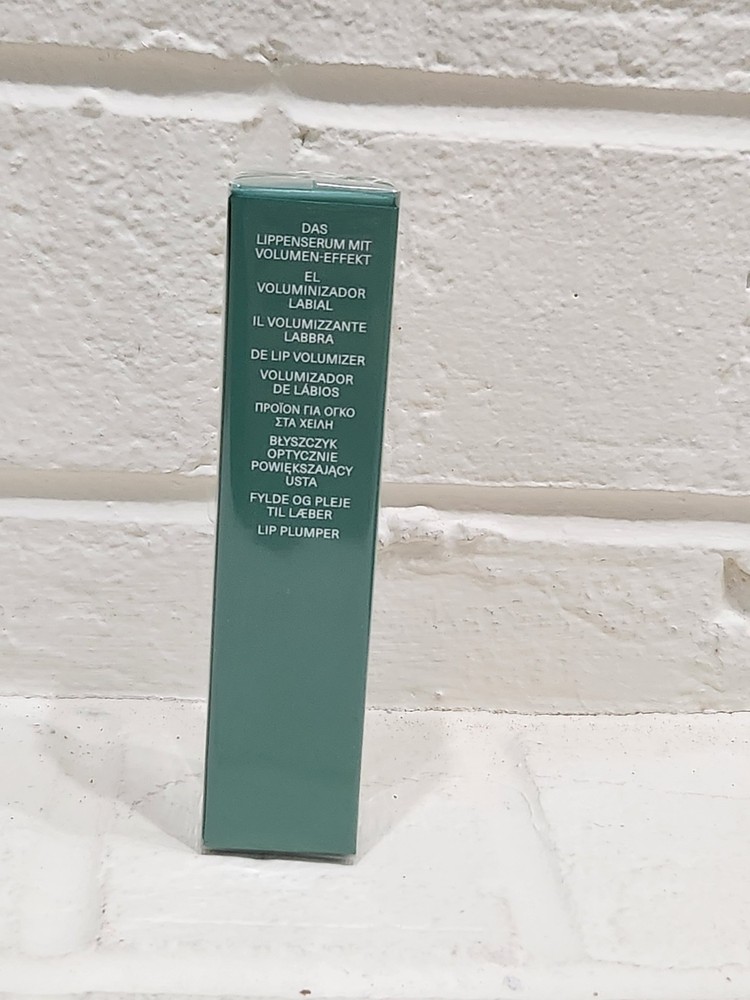 DAS
LIPPENSERUM MIT
VOLUMEN-EFFEKT
EL
VOLUMINIZADOR
LABIAL
IL VOLUMIZZANTE
LABBRA
DE LIP VOLUMIZER
VOLUMIZADOR
DE LÁBIOS
ΠΡΟΪΟΝ ΓΙΑ ΟΓΚΟ
ΣΤΑ ΧΕΙΛΗ
BŁYSZCZYK
OPTYCZNIE
POWIĘKSZAJĄCY
USTA
FYLDE OG PLEJE
TIL LÆBER
LIP PLUMPER